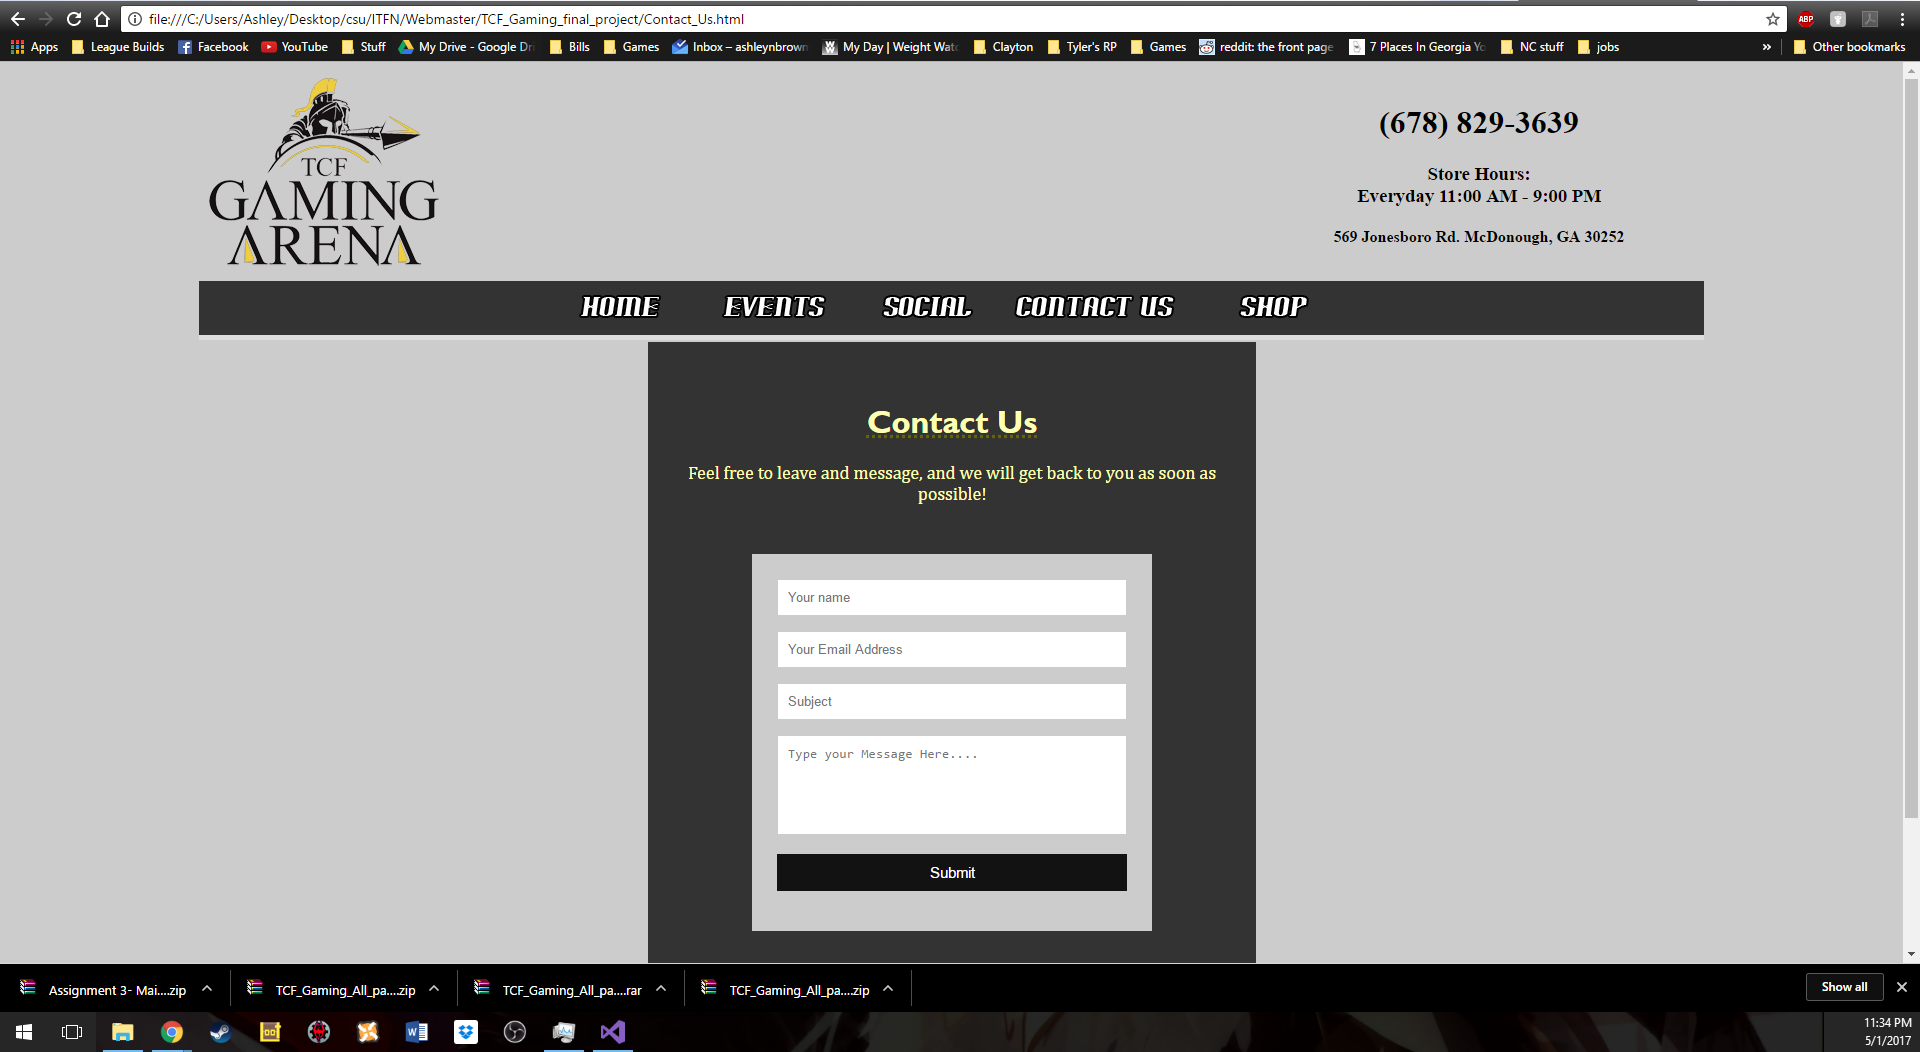 file:///C:/Users/Ashley/Desktop/csu/ITFN/Webmaster/TCF_Gaming_final_project/Contact_Us.html
ABP
Apps League Builds Facebook YouTube Stuff My Drive - Google Dri Bills Games Inbox – ashleynbrown My Day | Weight Wat Clayton Tyler's RP Games reddit: the front page 7 Places In Georgia Yo NC stuff jobs » Other bookmarks
TCF
GAMING
ARENA
(678) 829-3639
Store Hours:
Everyday 11:00 AM - 9:00 PM
569 Jonesboro Rd. McDonough, GA 30252
HOME EVENTS SOCIAL CONTACT US SHOP
Contact Us
Feel free to leave and message, and we will get back to you as soon as
possible!
Your name
Your Email Address
Subject
Type your Message Here....
Submit
Assignment 3- Mai....zip TCF_Gaming_All_pa....zip TCF_Gaming_All_pa....rar TCF_Gaming_All_pa....zip Show all
11:34 PM
5/1/2017